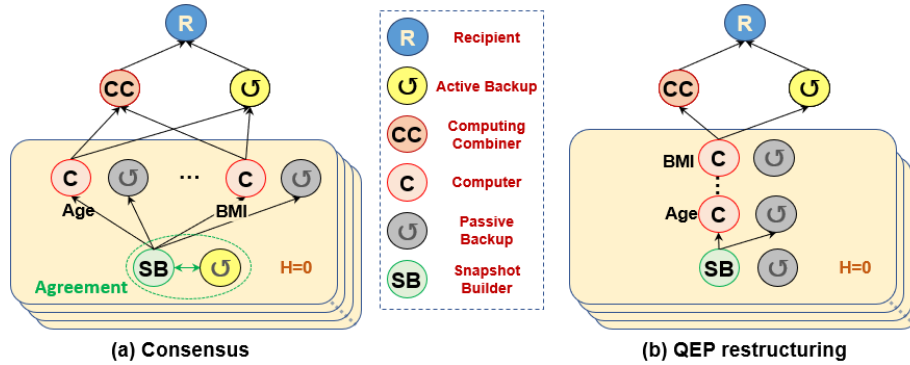 R
CC
C
...
C
Age
BMI
SB
Agreement
H=0
(a) Consensus
R
Recipient
Active Backup
CC
Computing
Combiner
C
Computer
Passive
Backup
SB
Snapshot
Builder
R
CC
BMI
C
Age
C
SB
H=0
(b) QEP restructuring